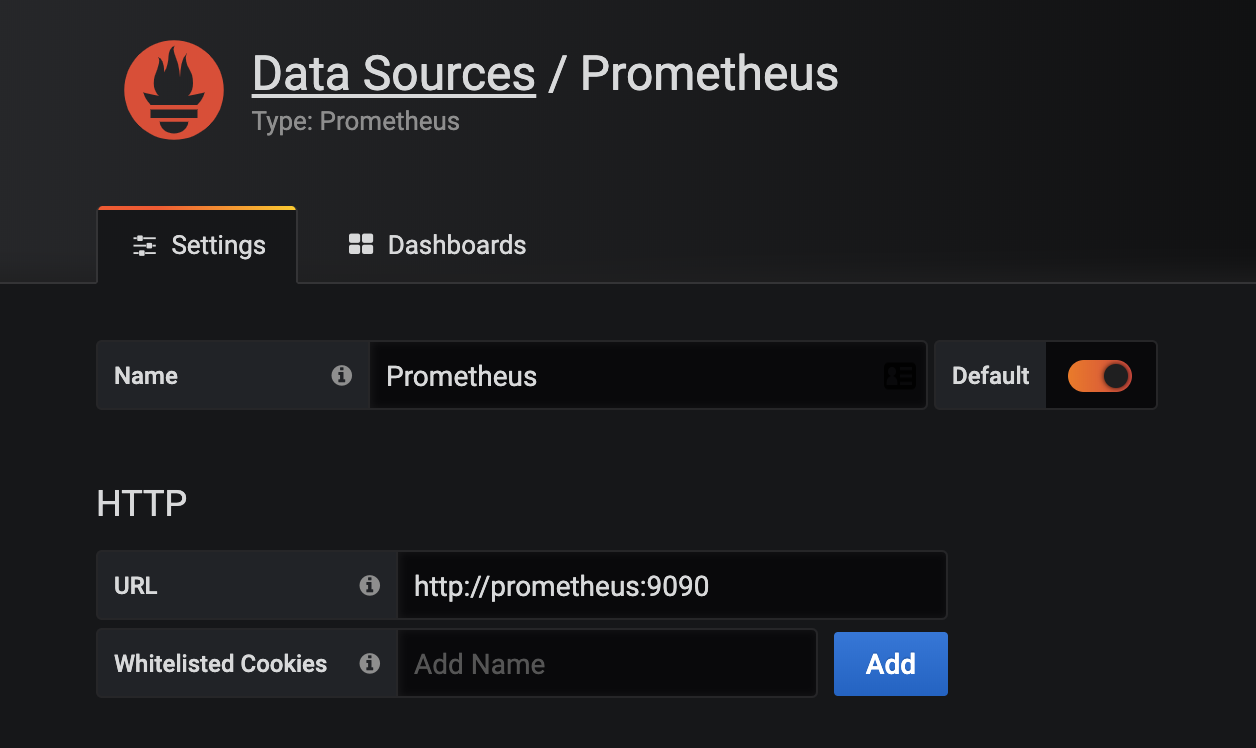 Data Sources / Prometheus
Type: Prometheus
Settings
Dashboards
Name
Prometheus
Default
HTTP
URL
http://prometheus:9090
Whitelisted Cookies
Add Name
Add